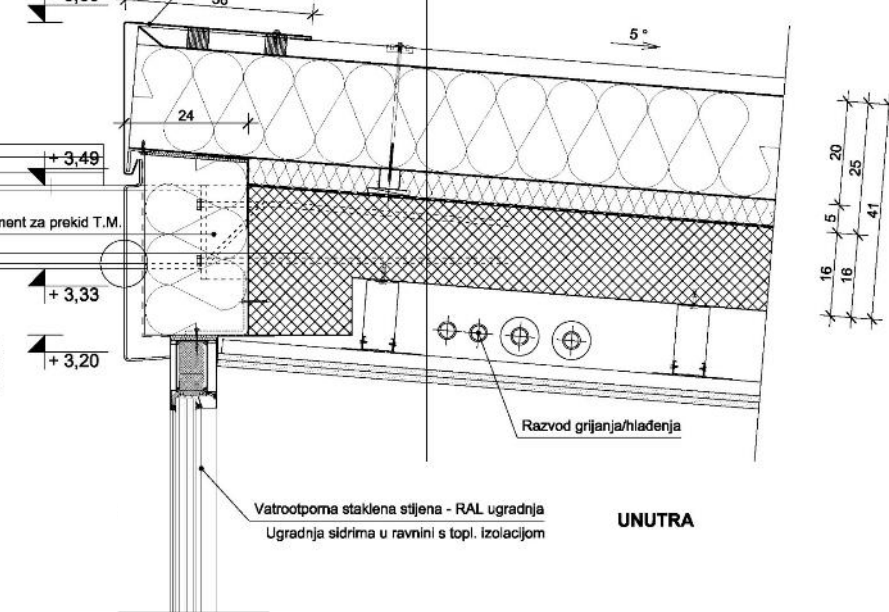 5 °
24
+ 3,49
ment za prekid T.M.
+ 3,33
+ 3,20
20
25
41
5
16
16
Razvod grijanja/hlađenja
Vatrootporna staklena stijena - RAL ugradnja
Ugradnja sidrima u ravnini s topl. izolacijom
UNUTRA